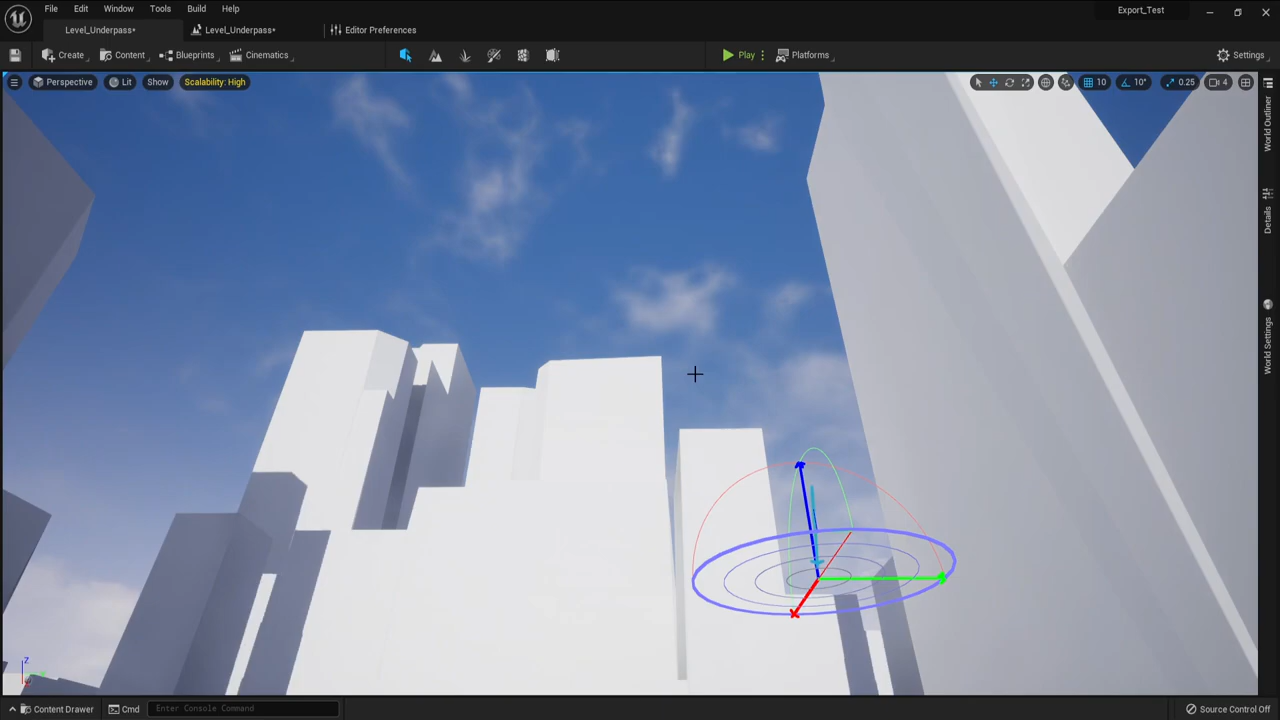 File Edit Window Tools Build Help
Export_Test
Level_Underpass*
Level_Underpass*
Editor Preferences
Create Content Blueprints Cinematics Play Platforms Settings
Perspective Lit Show Scalability: High 10 10° 0.25 4
World Outliner
Details
World Settings
Z
Content Drawer Cmd Enter Console Command Source Control Off